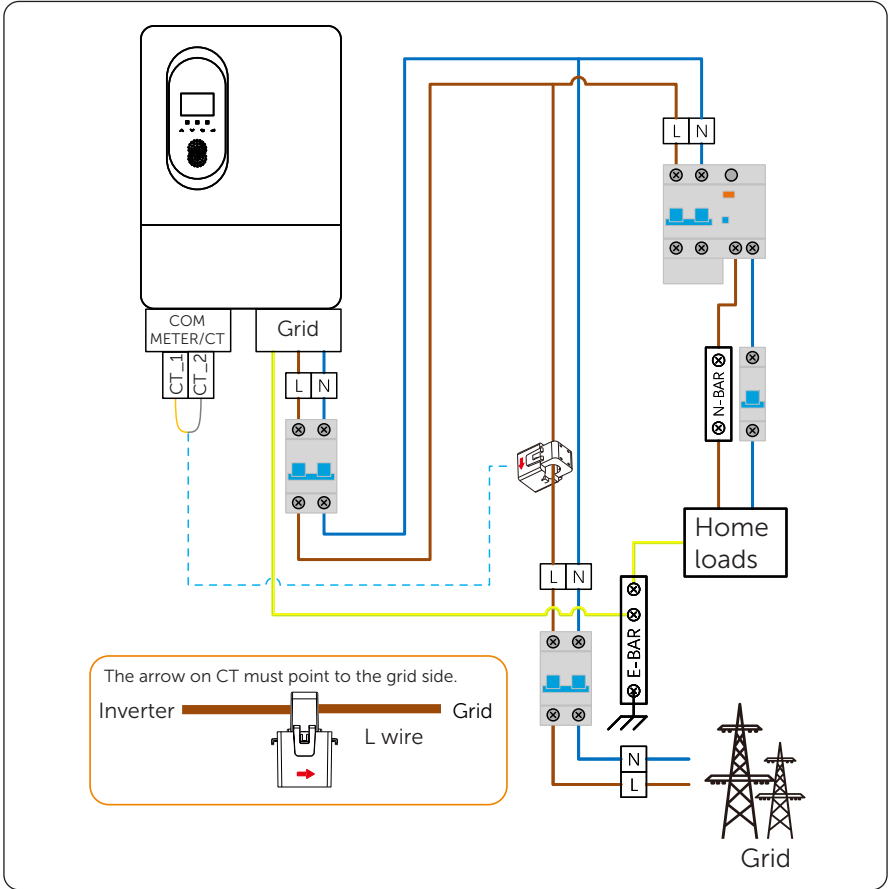 L N
COM
METER/CT
Grid
CT_1
CT_2
L N
N-BAR
Home
loads
L N
E-BAR
The arrow on CT must point to the grid side.
Inverter
Grid
L wire
N
L
Grid